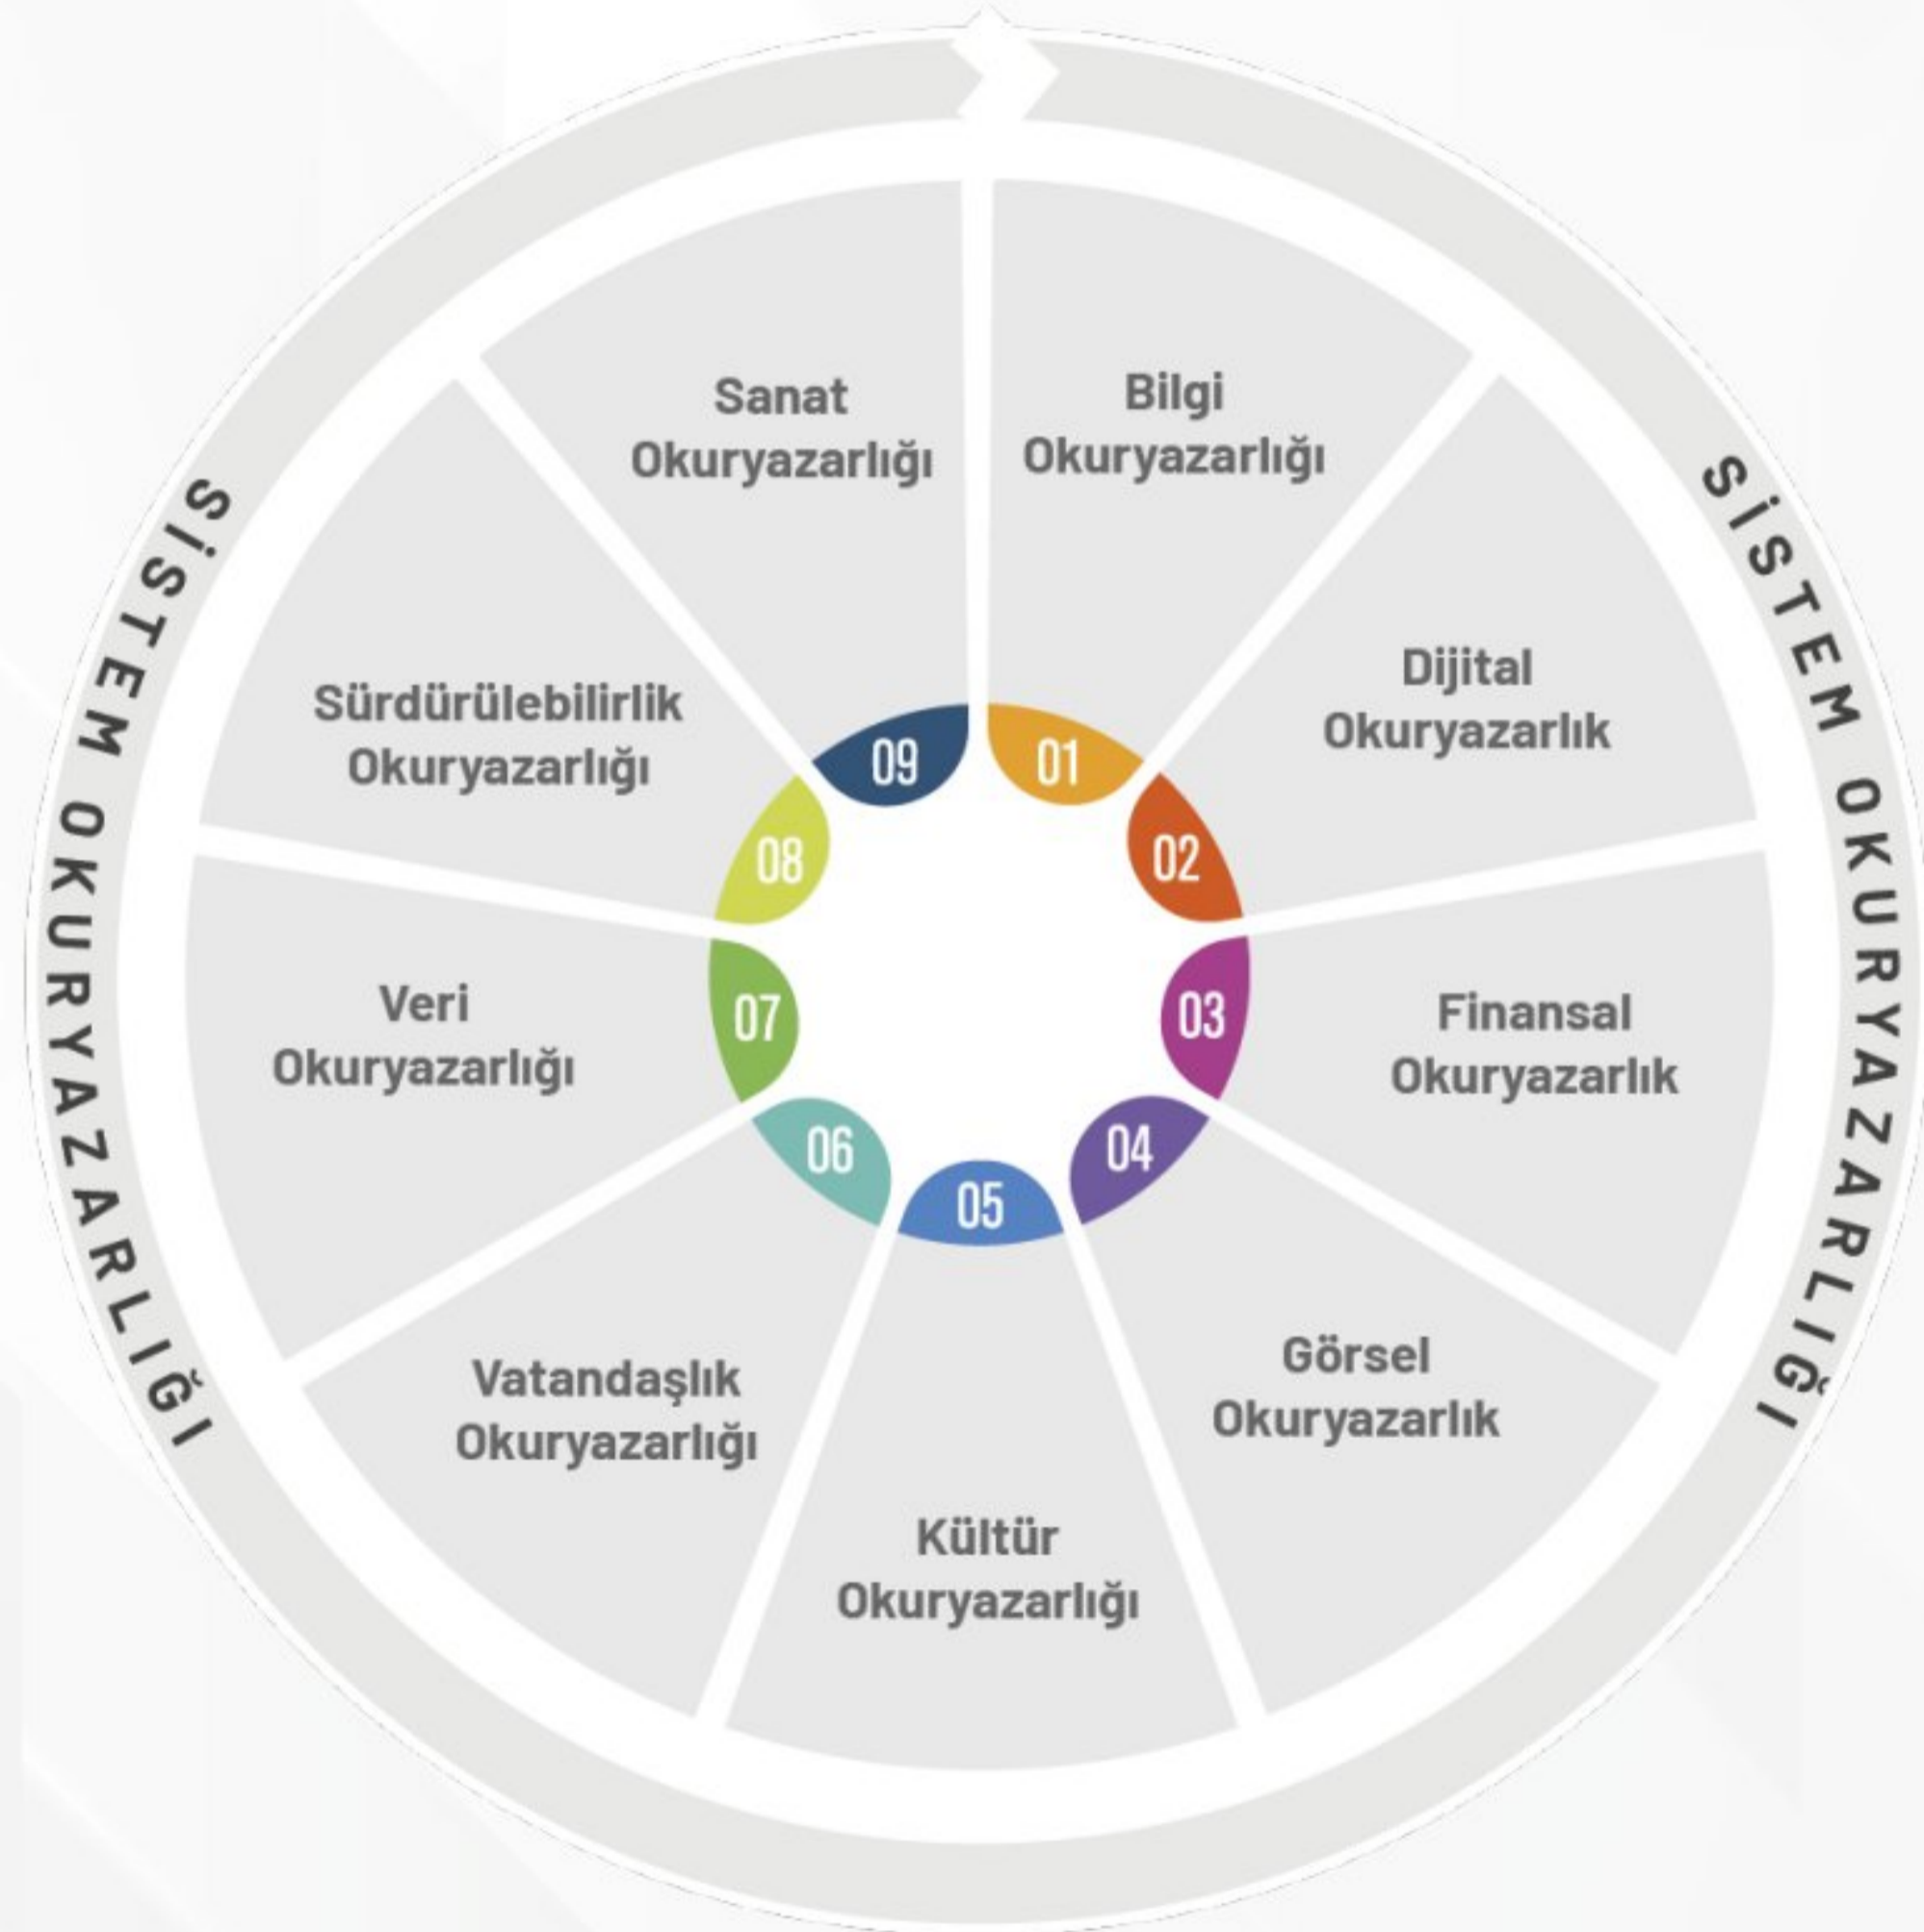 SİSTEM OKURYAZARLIĞI
SİSTEM OKURYAZARLIĞI
Bilgi
Okuryazarlığı
01
Dijital
Okuryazarlık
02
Finansal
Okuryazarlık
03
Görsel
Okuryazarlık
04
Kültür
Okuryazarlığı
05
Vatandaşlık
Okuryazarlığı
06
Veri
Okuryazarlığı
07
Sürdürülebilirlik
Okuryazarlığı
08
Sanat
Okuryazarlığı
09